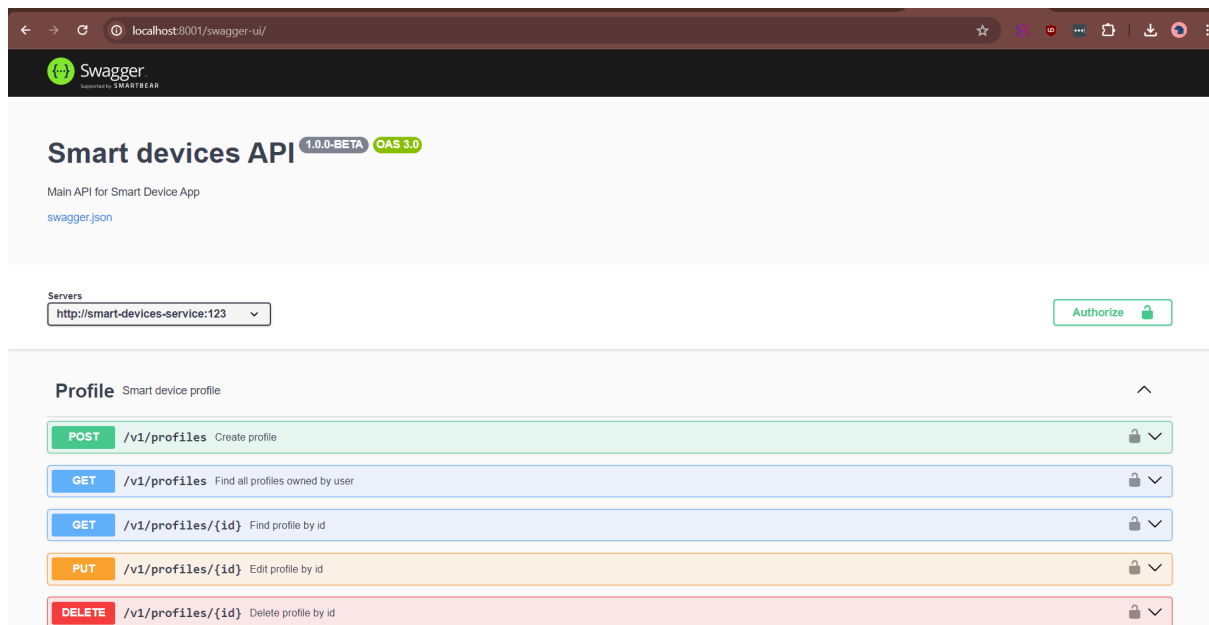 localhost:8001/swagger-ui/
Swagger
Supported by SMARTBEAR
Smart devices API 1.0.0-BETA OAS 3.0
Main API for Smart Device App
swagger.json
Servers
http://smart-devices-service:123
Authorize
Profile Smart device profile
POST /v1/profiles Create profile
GET /v1/profiles Find all profiles owned by user
GET /v1/profiles/{id} Find profile by id
PUT /v1/profiles/{id} Edit profile by id
DELETE /v1/profiles/{id} Delete profile by id